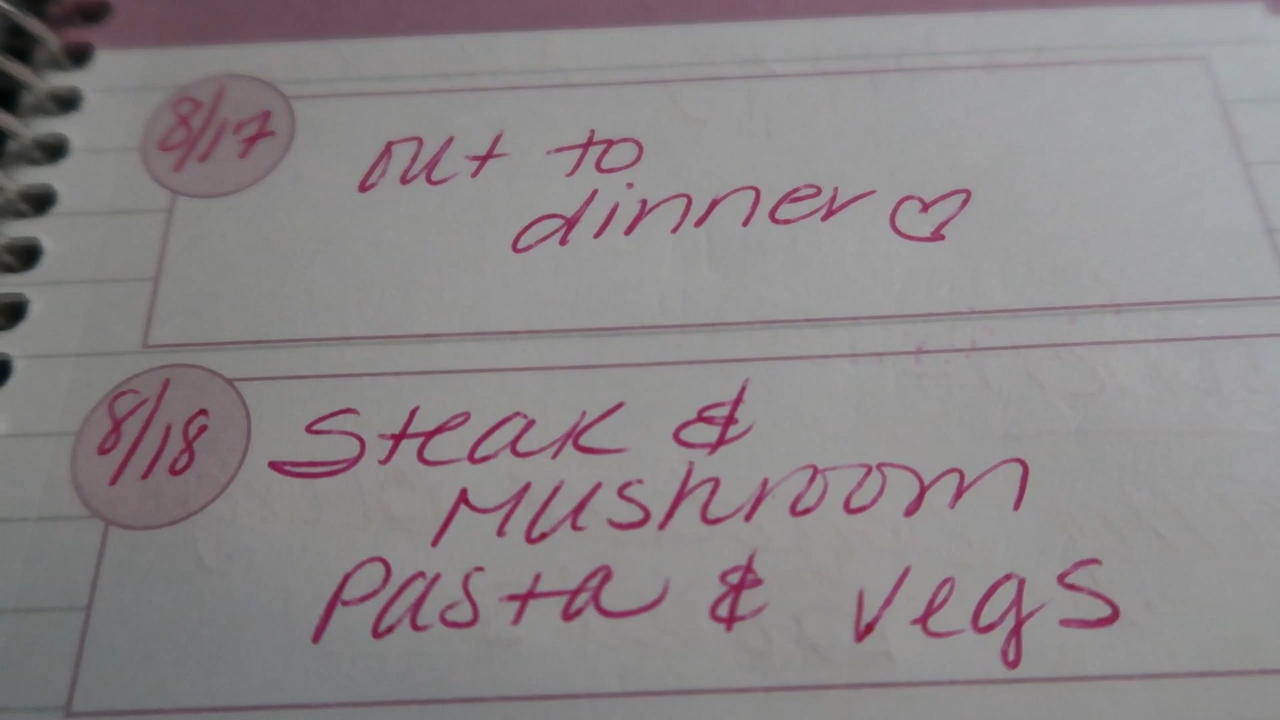 8/17
out to
dinner ♡
8/18
Steak &
Mushroom
Pasta & Vegs